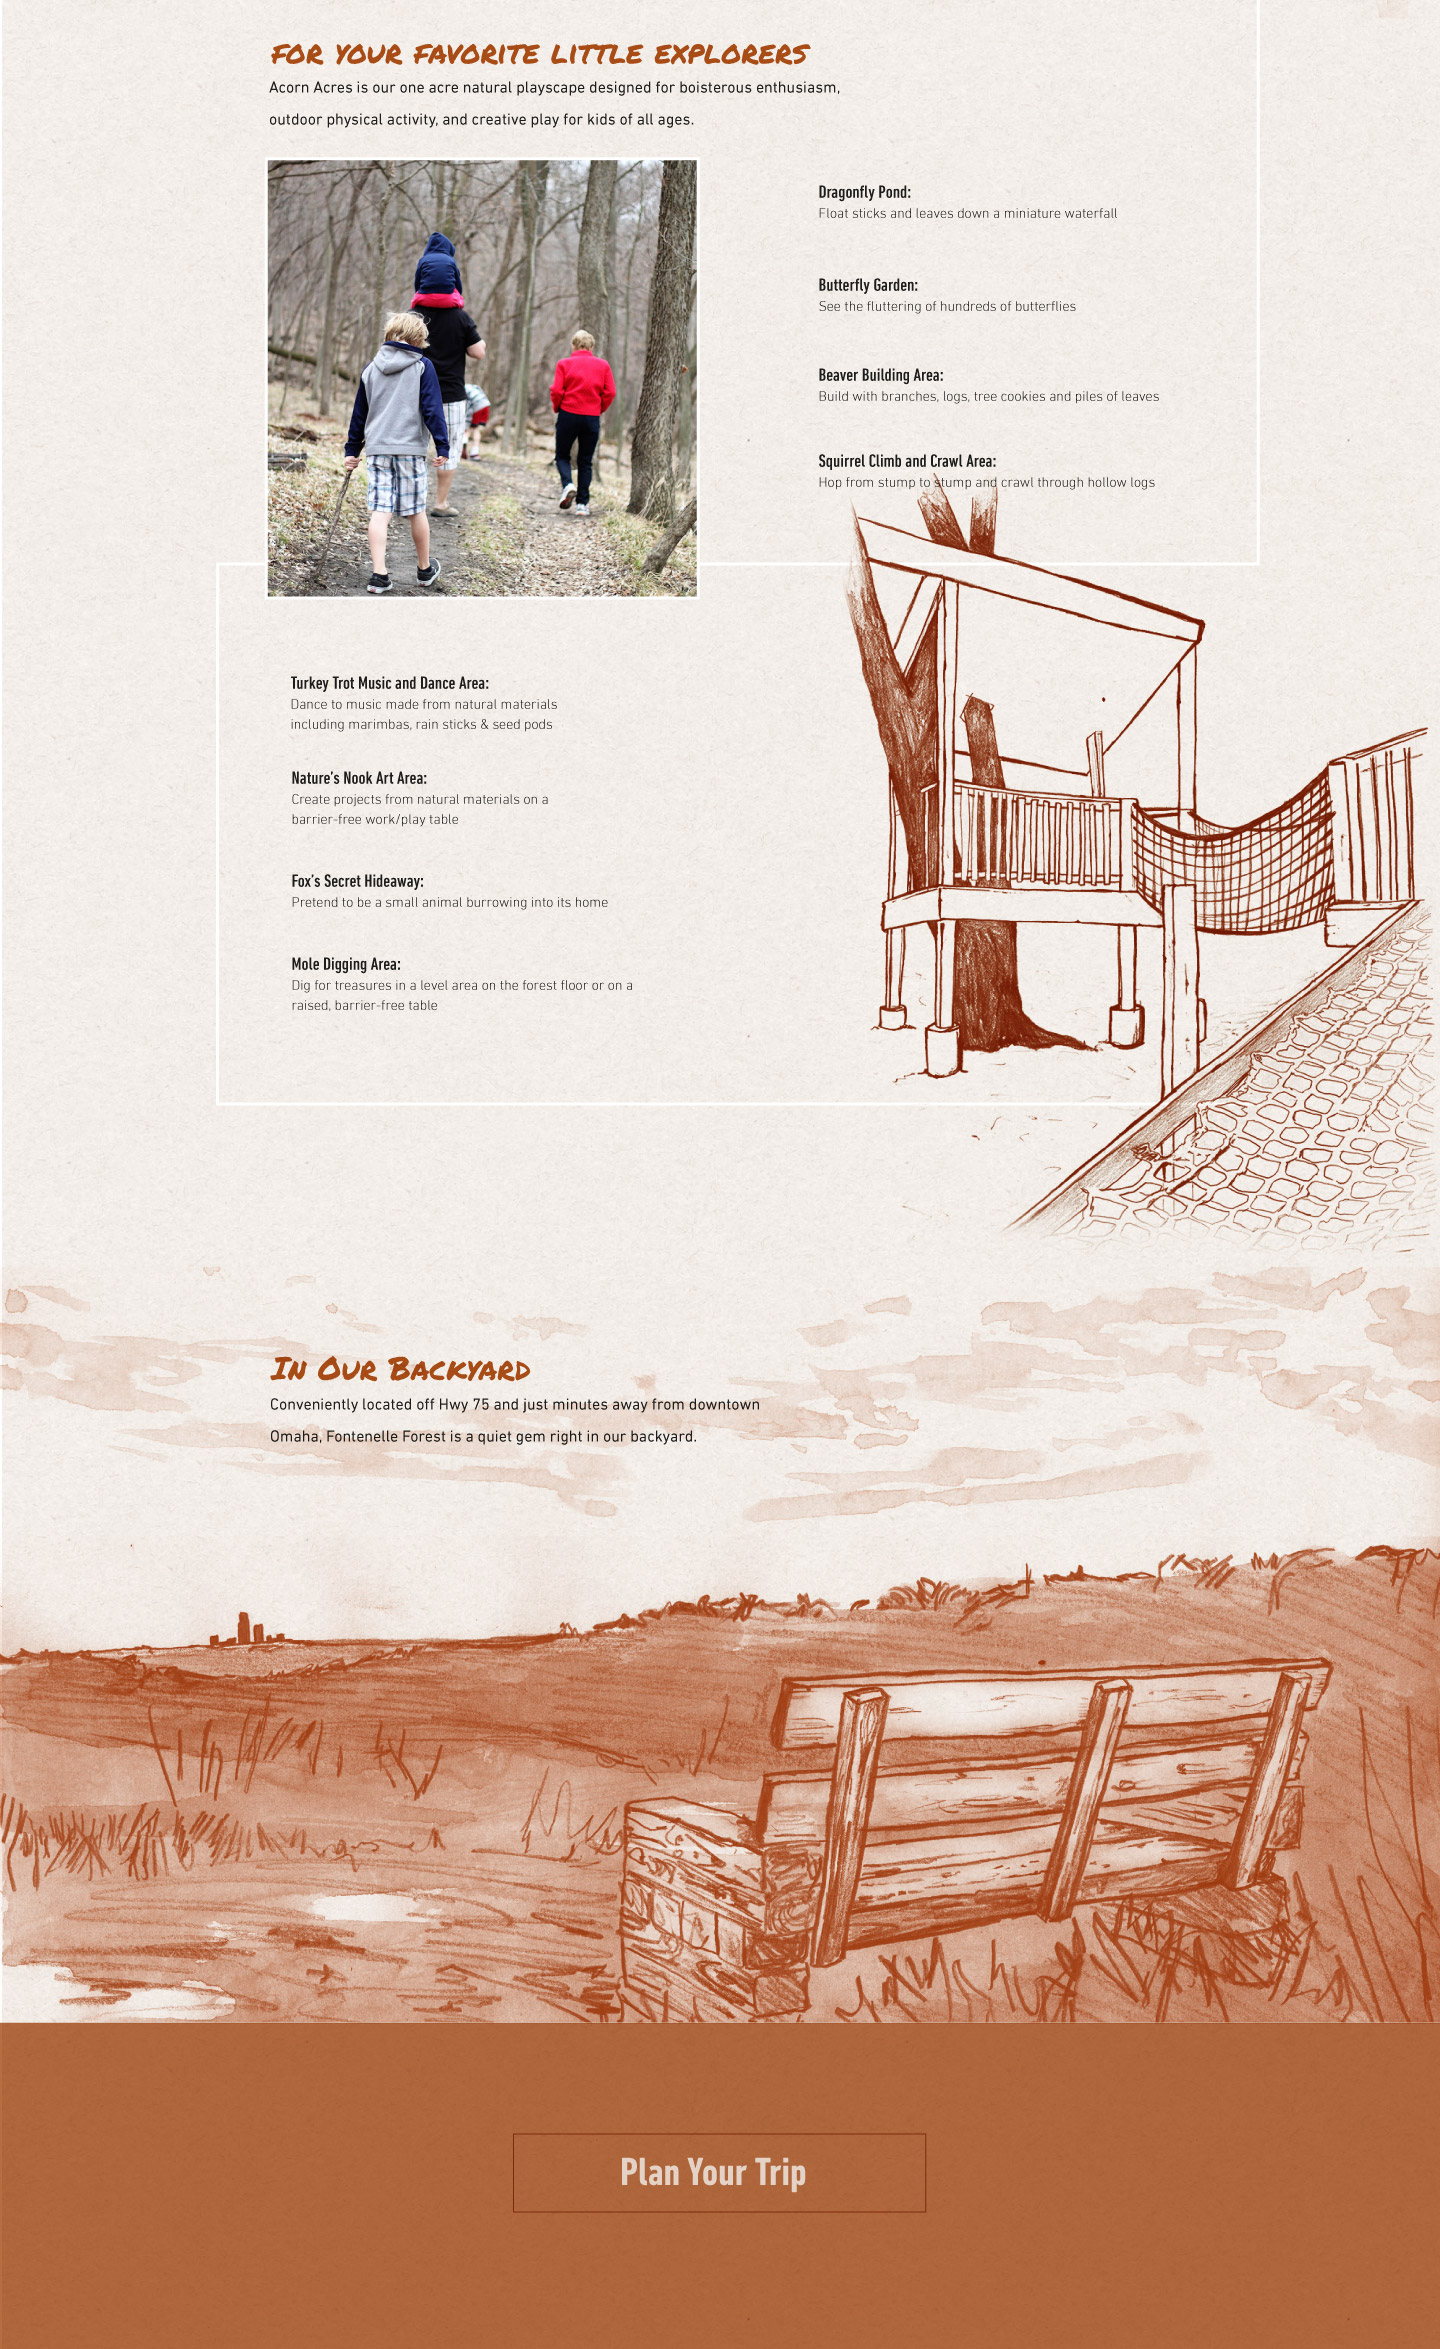 FOR YOUR FAVORITE LITTLE EXPLORERS
Acorn Acres is our one acre natural playscape designed for boisterous enthusiasm,
outdoor physical activity, and creative play for kids of all ages.
Dragonfly Pond:
Float sticks and leaves down a miniature waterfall
Butterfly Garden:
See the fluttering of hundreds of butterflies
Beaver Building Area:
Build with branches, logs, tree cookies and piles of leaves
Squirrel Climb and Crawl Area:
Hop from stump to stump and crawl through hollow logs
Turkey Trot Music and Dance Area:
Dance to music made from natural materials
including marimbas, rain sticks & seed pods
Nature's Nook Art Area:
Create projects from natural materials on a
barrier-free work/play table
Fox's Secret Hideaway:
Pretend to be a small animal burrowing into its home
Mole Digging Area:
Dig for treasures in a level area on the forest floor or on a
raised, barrier-free table
In Our Backyard
Conveniently located off Hwy 75 and just minutes away from downtown
Omaha, Fontenelle Forest is a quiet gem right in our backyard.
Plan Your Trip